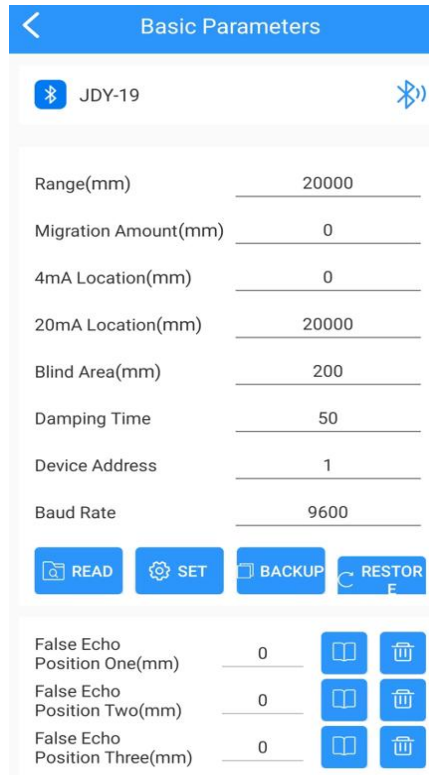 Basic Parameters
JDY-19
Range(mm) 20000
Migration Amount(mm) 0
4mA Location(mm) 0
20mA Location(mm) 20000
Blind Area(mm) 200
Damping Time 50
Device Address 1
Baud Rate 9600
READ SET BACKUP RESTOR
E
False Echo
Position One(mm) 0
False Echo
Position Two(mm) 0
False Echo
Position Three(mm) 0